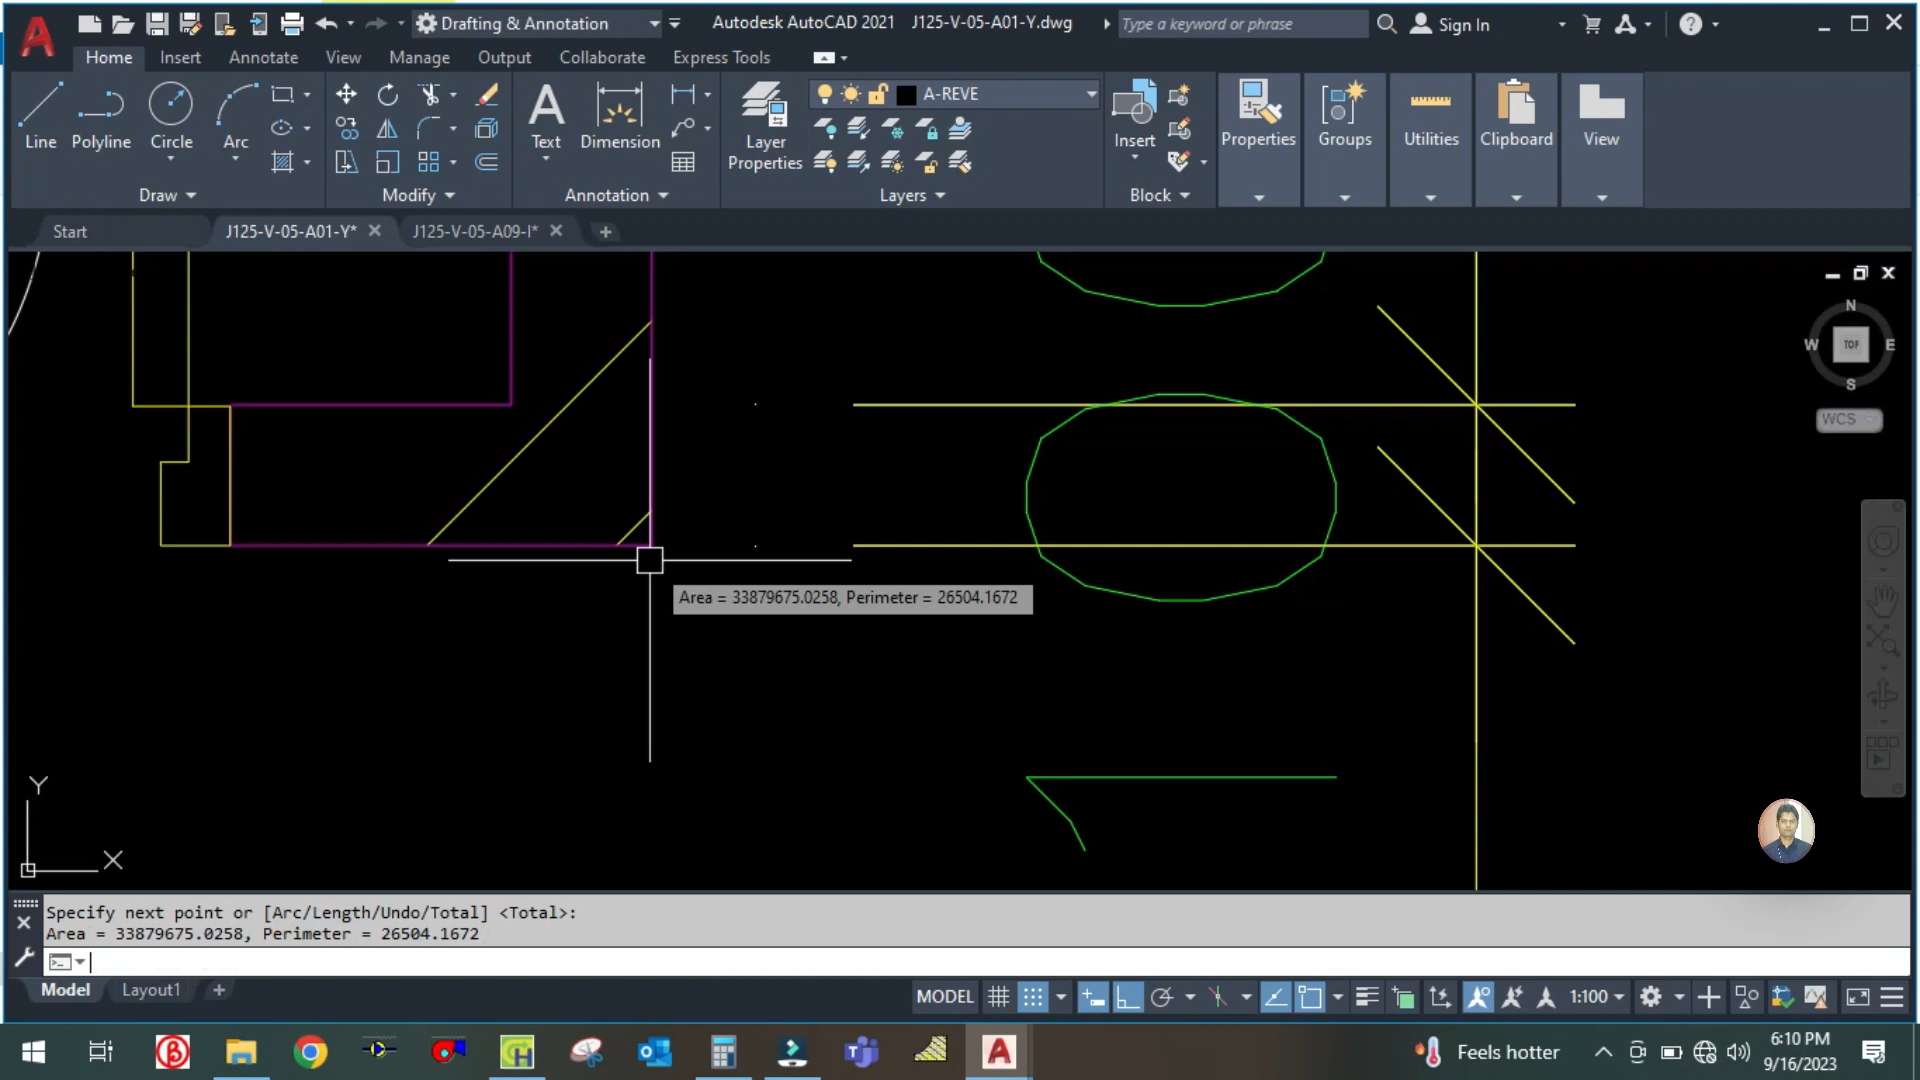 Drafting & Annotation
Autodesk AutoCAD 2021 J125-V-05-A01-Y.dwg
Type a keyword or phrase
Sign In
Home Insert Annotate View Manage Output Collaborate Express Tools
A-REVE
Line Polyline Circle Arc
Text Dimension
Layer Properties
Insert
Properties Groups Utilities Clipboard View
Draw Modify Annotation Layers Block
Start J125-V-05-A01-Y* J125-V-05-A09-I*
N
W TOP E
S
WCS
Area = 33879675.0258, Perimeter = 26504.1672
Y
X
Specify next point or [Arc/Length/Undo/Total] <Total>:
Area = 33879675.0258, Perimeter = 26504.1672
Model Layout1 +
MODEL 1:100
Feels hotter
6:10 PM
9/16/2023